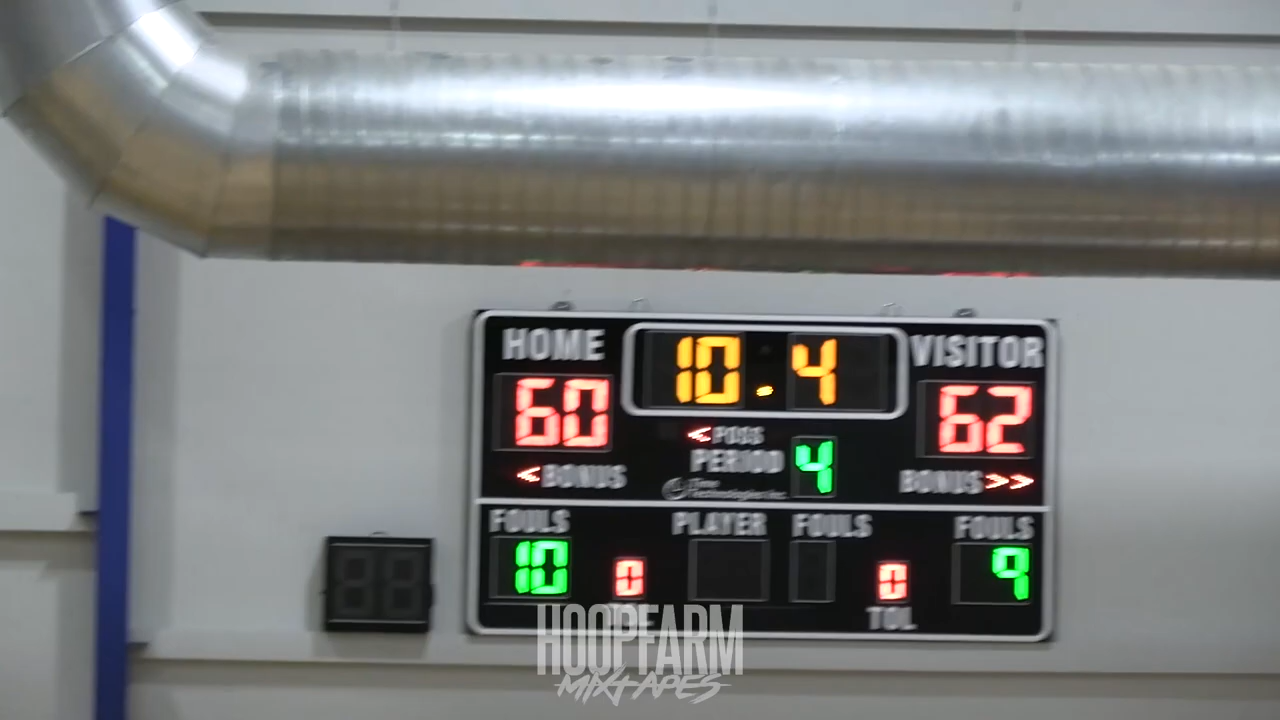 HOME 10.4 VISITOR
60 62
<POSS
PERIOD 4
<BONUS BONUS>>
FOULS PLAYER FOULS FOULS
10 0 0 9
TOL
HOOPFARM
MIXTAPES